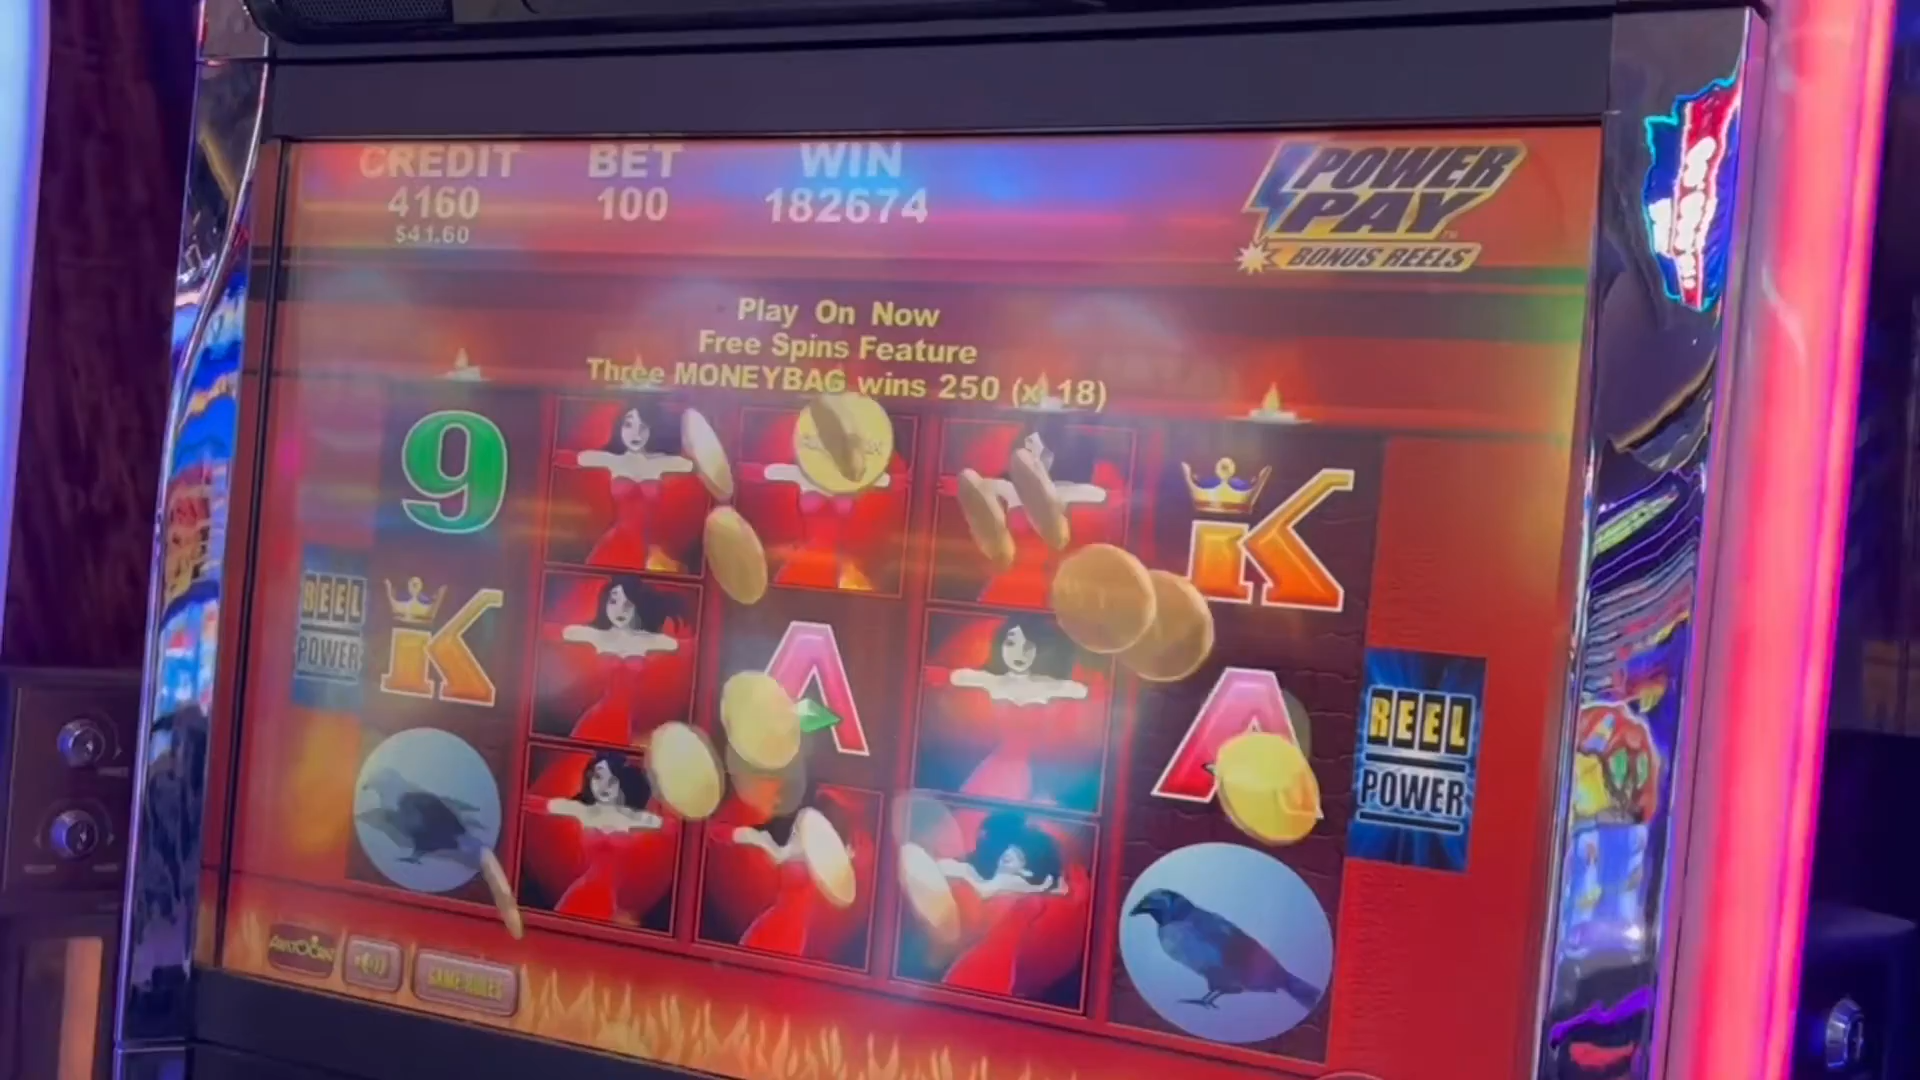 CREDIT BET WIN
4160 100 182674
$41.60
POWER
PAY
BONUS REELS
Play On Now
Free Spins Feature
Three MONEYBAG wins 250 (x 18)
9
K
K
A
A
REEL
POWER
REEL
POWER
GAME RULES